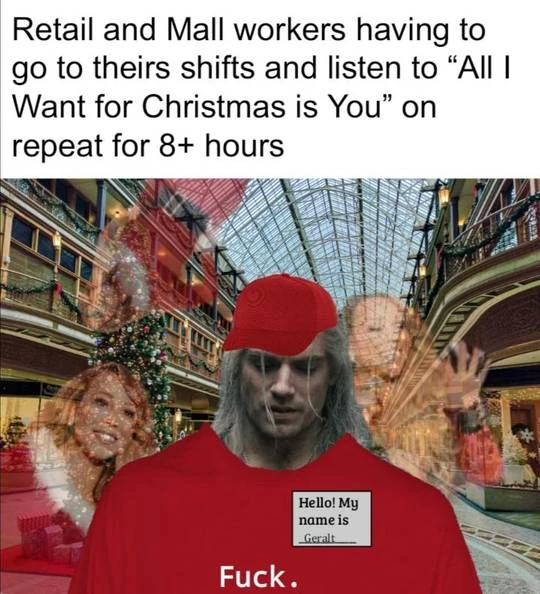 Retail and Mall workers having to
go to theirs shifts and listen to “All I
Want for Christmas is You” on
repeat for 8+ hours
Hello! My
name is
Geralt
Fuck.